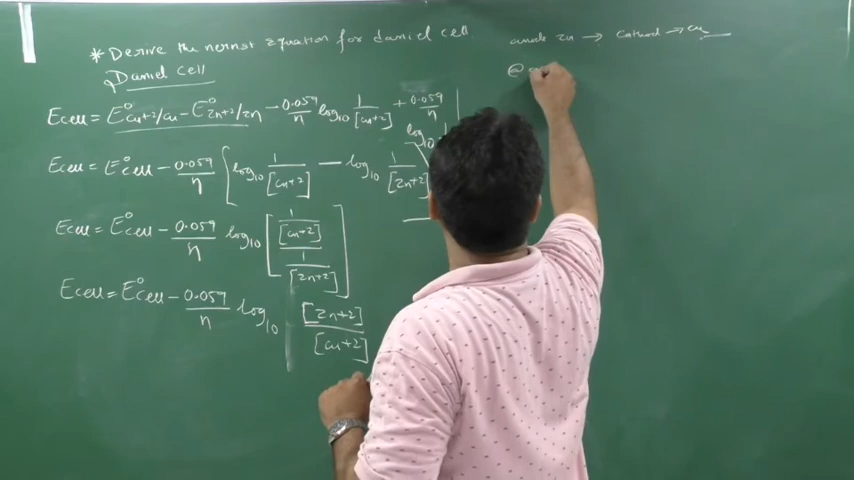 * Derive the nernst Equation for daniel cell
Daniel cell
Ecell = E°cu+2/cu - E°zn+2/zn - 0.059/n log10 1/[cu+2] + 0.059/n
log10
Ecell = E°cell - 0.059/n [log10 1/[cu+2] - log10 1/[zn+2]
Ecell = E°cell - 0.059/n log10 [1/[cu+2] / 1/[zn+2]]
Ecell = E°cell - 0.059/n log10 [zn+2]/[cu+2]
anode zn → cathod → cu
@